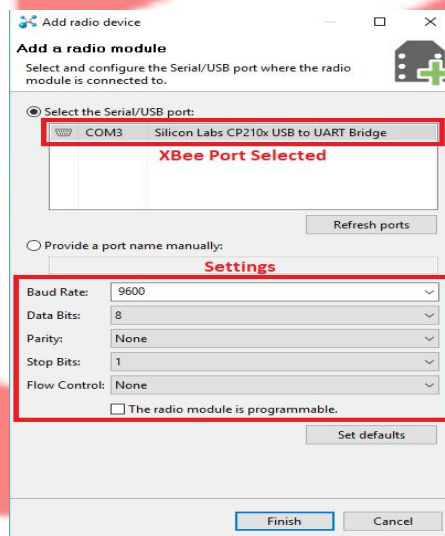 Add radio device
Add a radio module
Select and configure the Serial/USB port where the radio
module is connected to.
Select the Serial/USB port:
COM3 Silicon Labs CP210x USB to UART Bridge
XBee Port Selected
Refresh ports
Provide a port name manually:
Settings
Baud Rate: 9600
Data Bits: 8
Parity: None
Stop Bits: 1
Flow Control: None
The radio module is programmable.
Set defaults
Finish Cancel